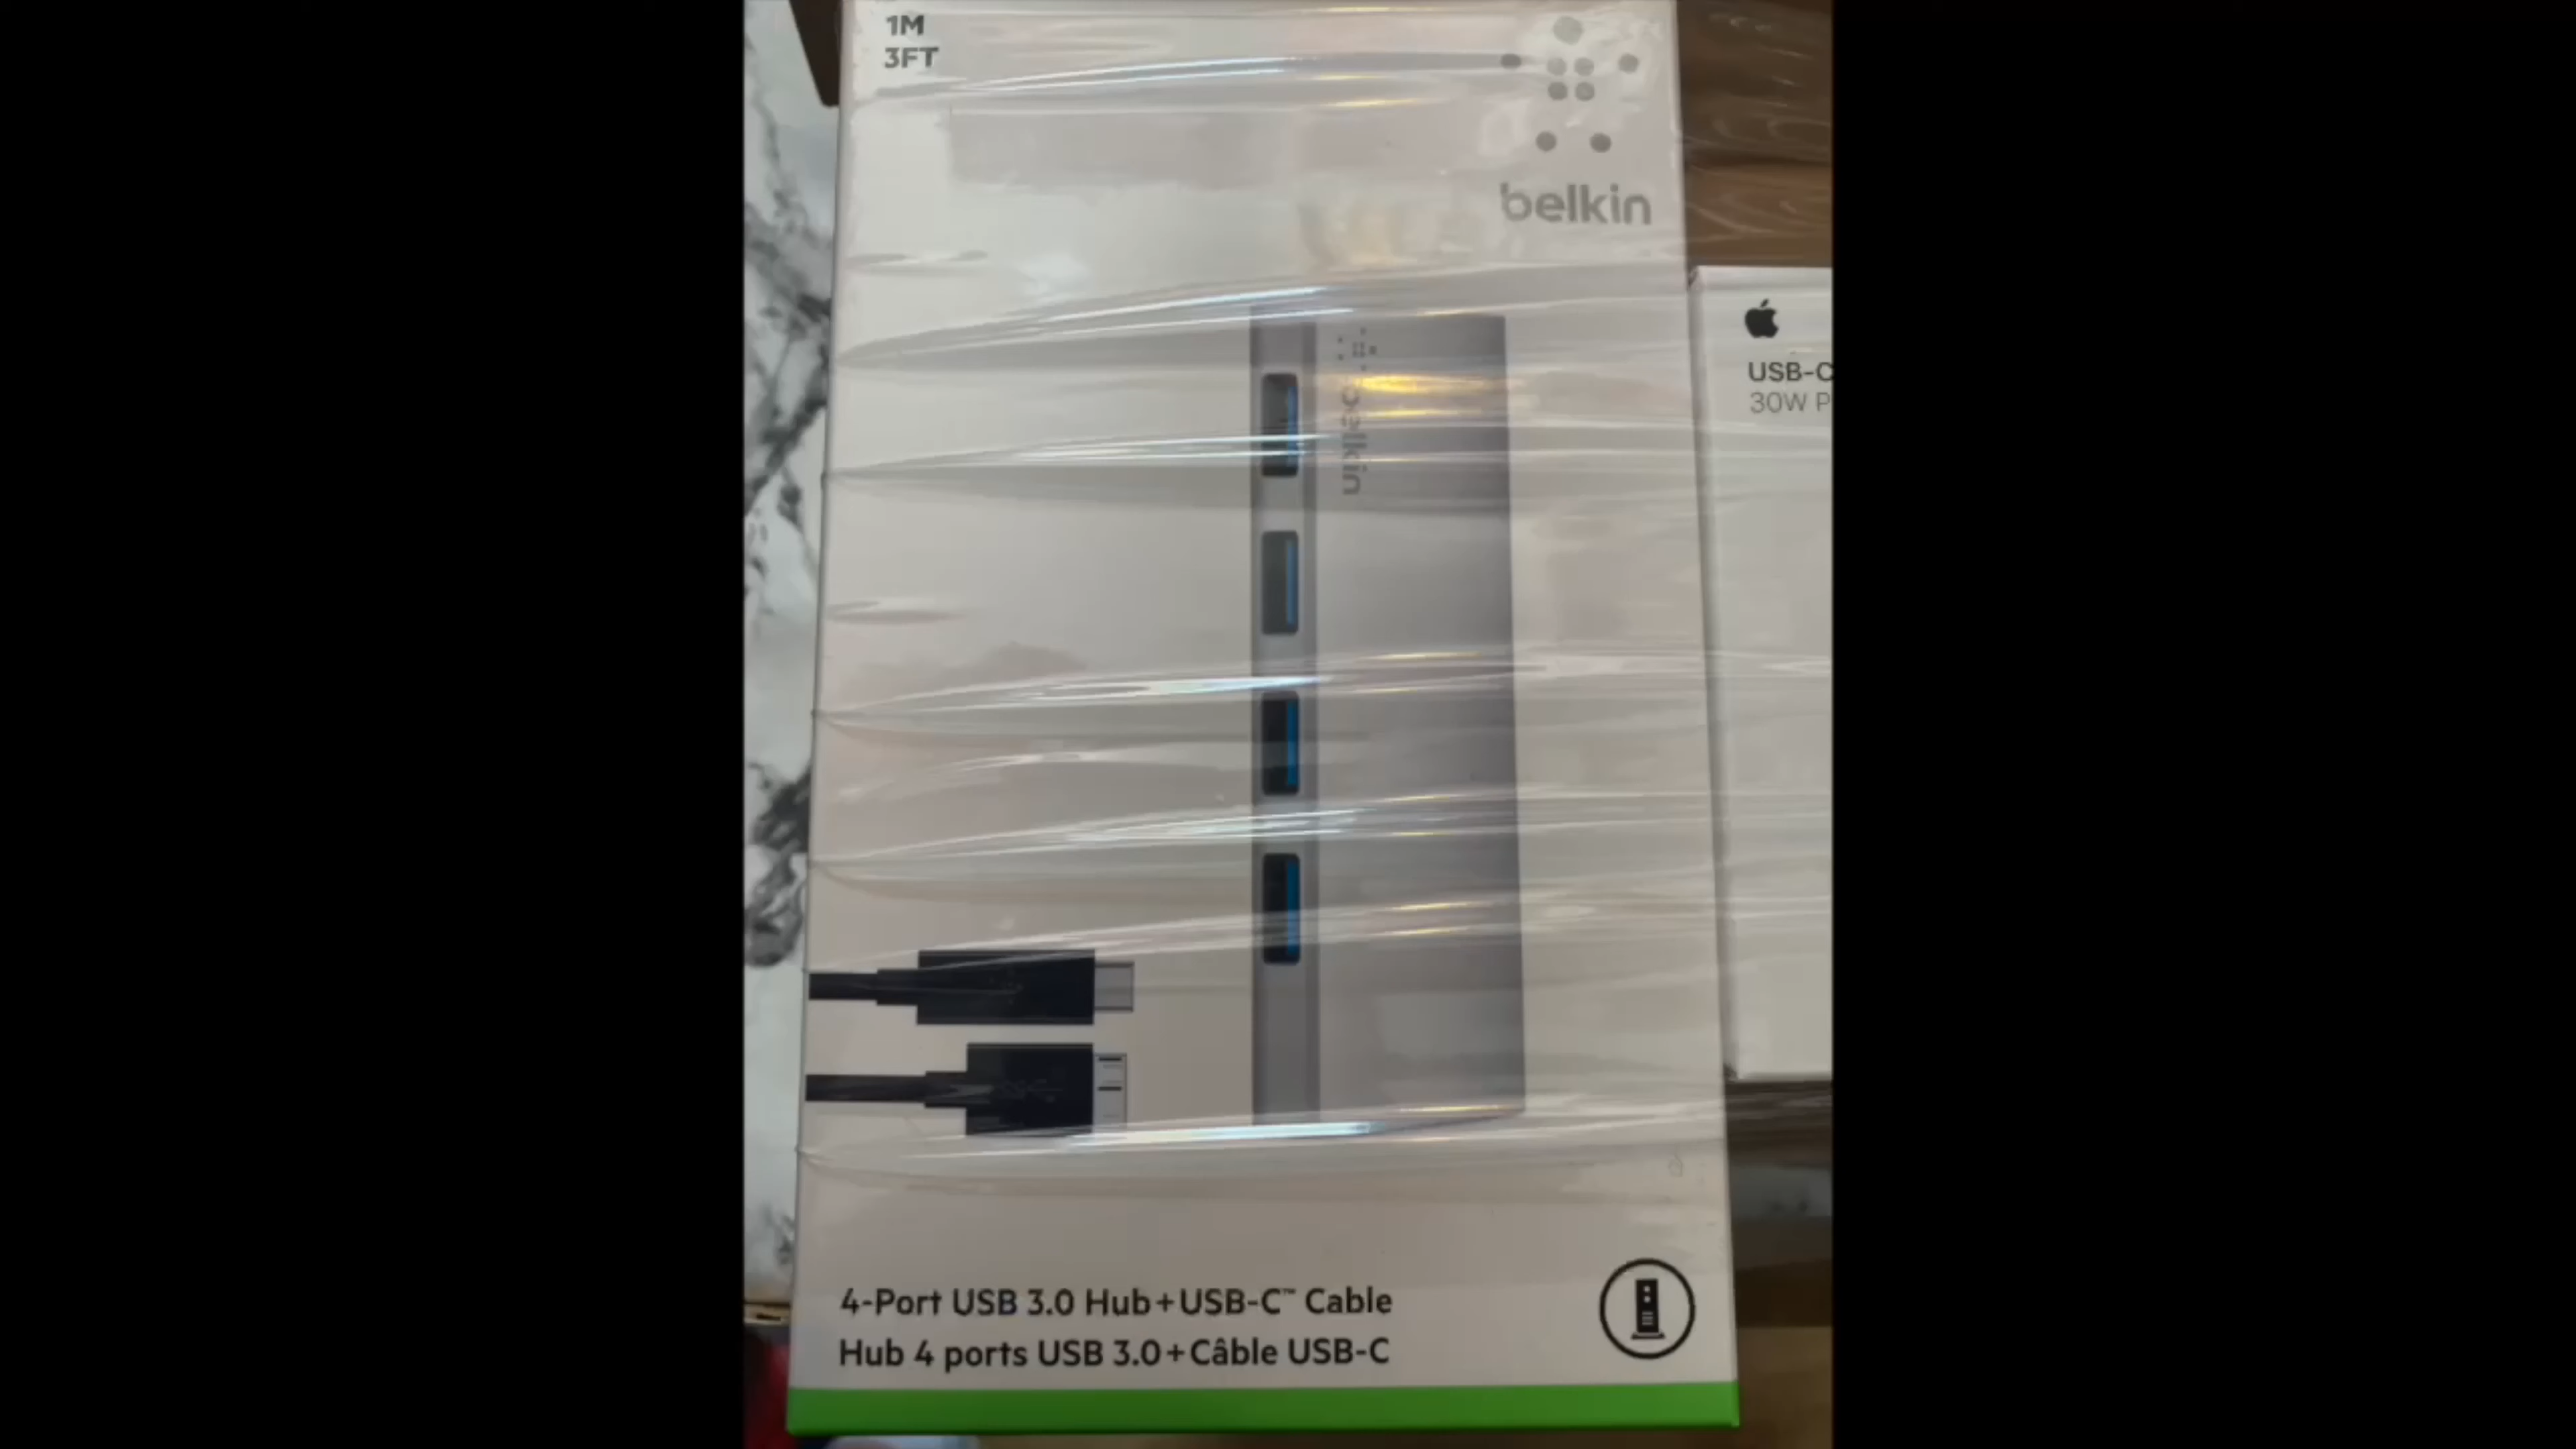 1M
3FT
belkin
belkin
USB-C
30W P
4-Port USB 3.0 Hub+USB-C™ Cable
Hub 4 ports USB 3.0+Câble USB-C